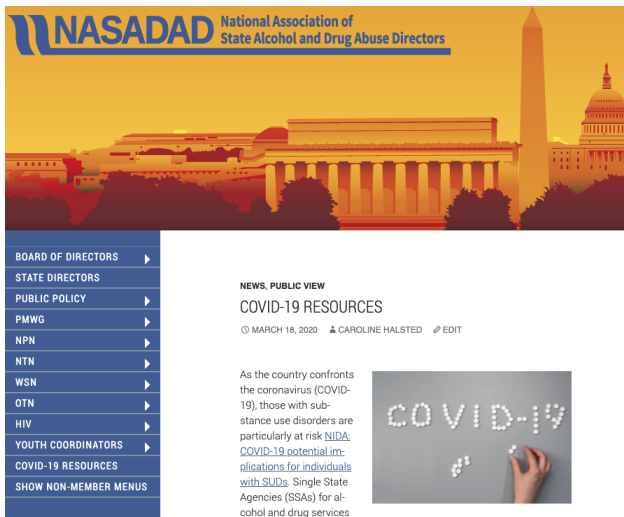 NASADAD
National Association of
State Alcohol and Drug Abuse Directors
BOARD OF DIRECTORS
STATE DIRECTORS
PUBLIC POLICY
PMWG
NPN
NTN
WSN
OTN
HIV
YOUTH COORDINATORS
COVID-19 RESOURCES
SHOW NON-MEMBER MENUS
NEWS, PUBLIC VIEW
COVID-19 RESOURCES
MARCH 18, 2020 CAROLINE HALSTED EDIT
As the country confronts
the coronavirus (COVID-
19), those with sub-
stance use disorders are
particularly at risk NIDA:
COVID-19 potential im-
plications for individuals
with SUDs. Single State
Agencies (SSAs) for al-
cohol and drug services
COVID-19